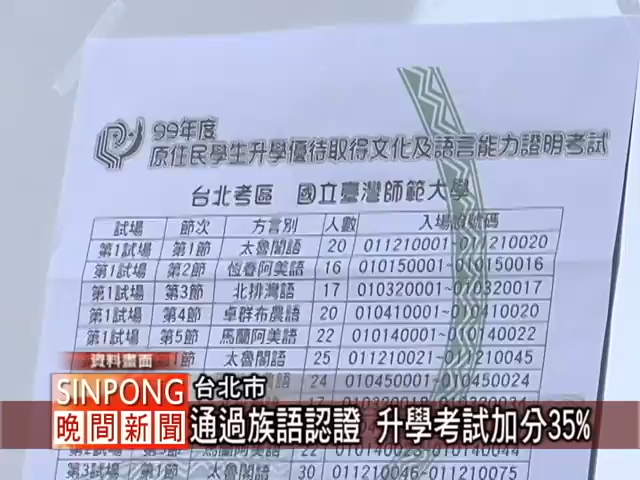 99年度
原住民學生升學優待取得文化及語言能力證明考試
台北考區 國立臺灣師範大學
試場 節次 方言別 人數 入場證號碼
第1試場 第1節 太魯閣語 20 011210001~011210020
第1試場 第2節 恆春阿美語 16 010150001~010150016
第1試場 第3節 北排灣語 17 010320001~010320017
第1試場 第4節 卓群布農語 20 010410001~010410020
第1試場 第5節 馬蘭阿美語 22 010140001~010140022
1節 太魯閣語 25 011210021~011210045
24 010450001~010450024
資料畫面
SINPONG 台北市
晚間新聞 通過族語認證 升學考試加分35%
第3試場 第1節 太魯閣語 30 011210046~011210075